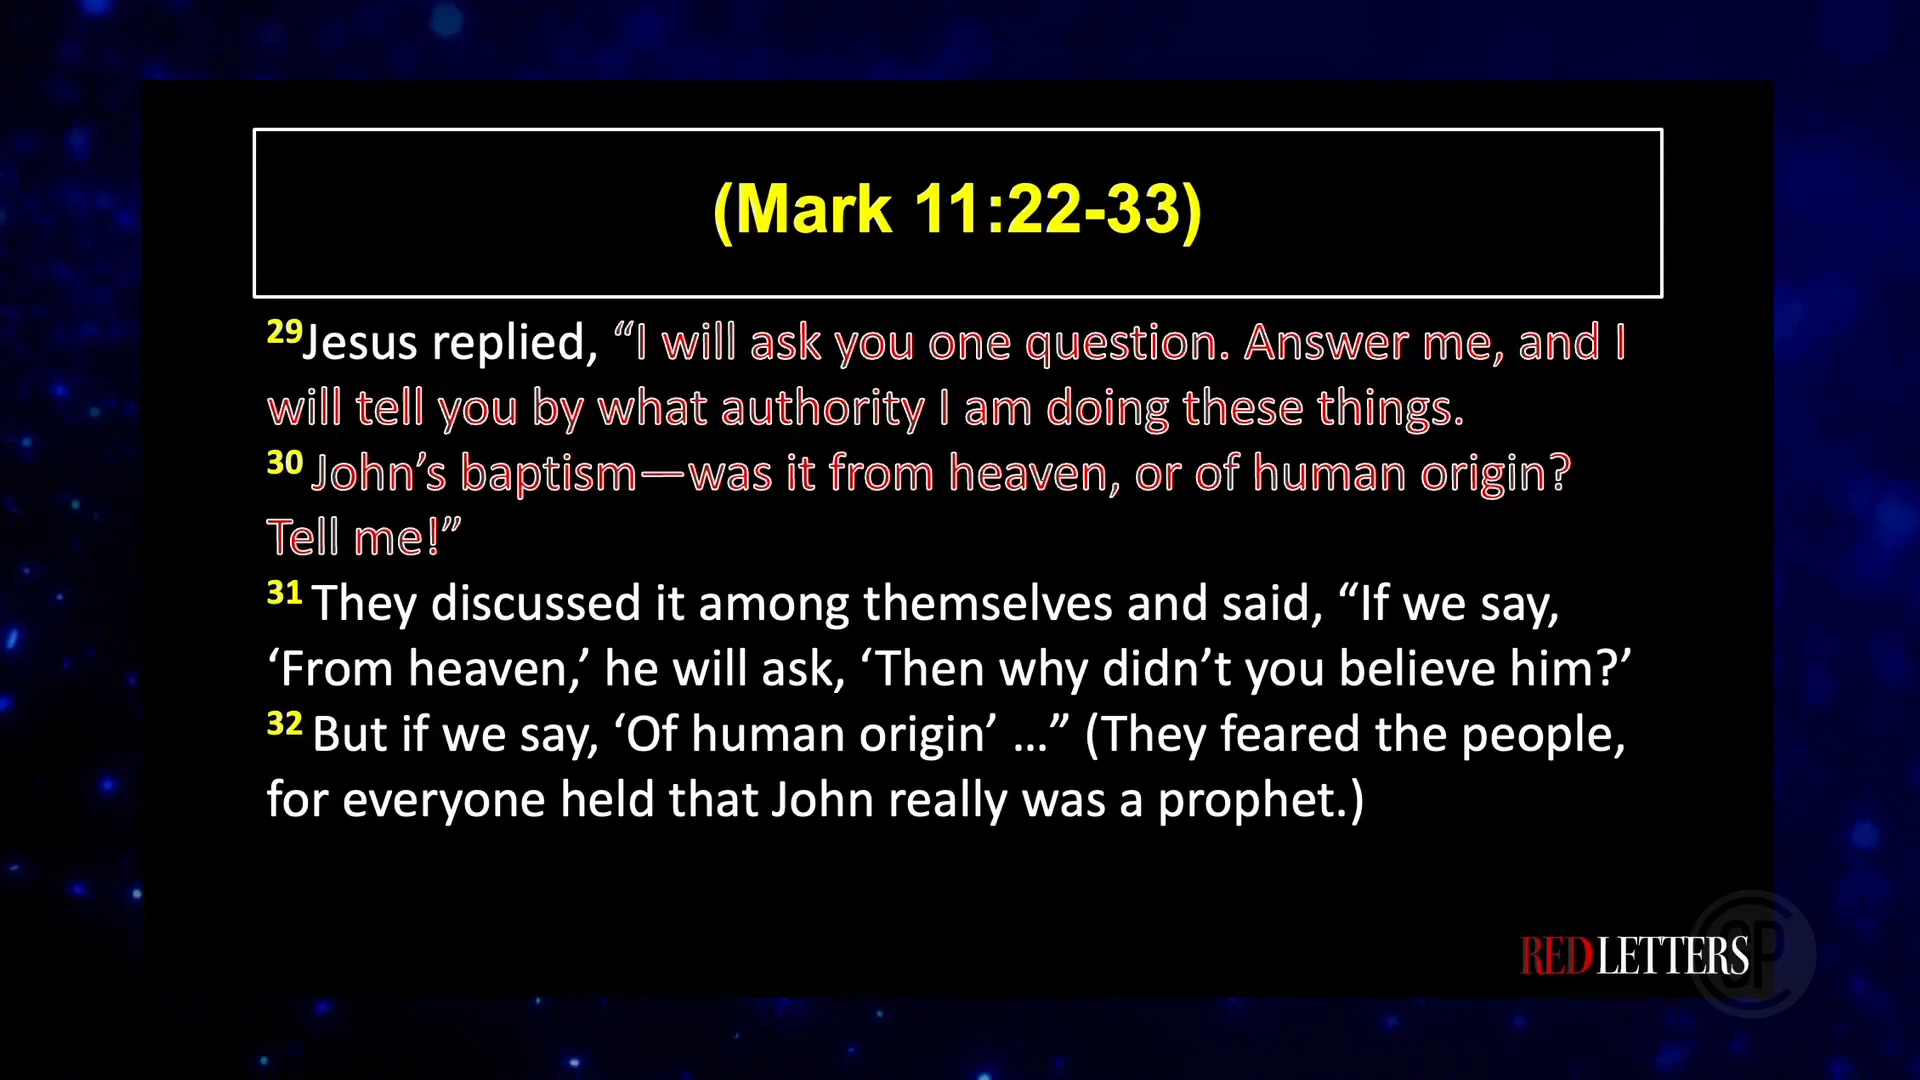 (Mark 11:22-33)
29Jesus replied, “I will ask you one question. Answer me, and I
will tell you by what authority I am doing these things.
30 John’s baptism—was it from heaven, or of human origin?
Tell me!”
31 They discussed it among themselves and said, “If we say,
‘From heaven,’ he will ask, ‘Then why didn’t you believe him?’
32 But if we say, ‘Of human origin’ …” (They feared the people,
for everyone held that John really was a prophet.)
RED LETTERS